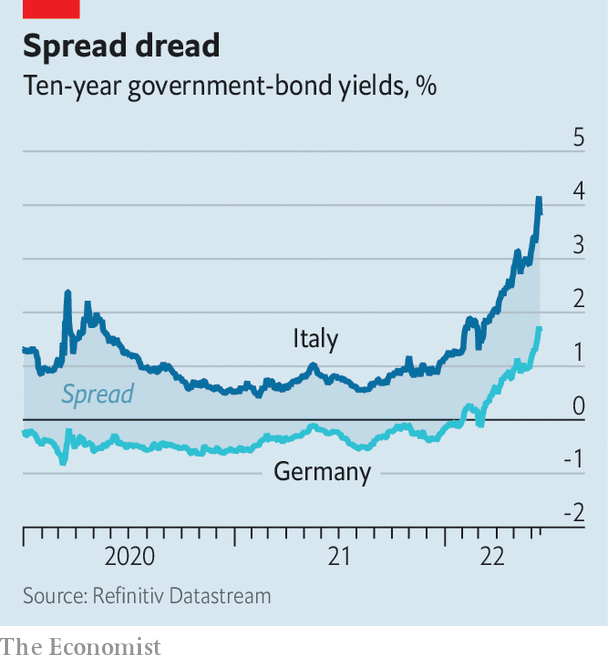 Spread dread
Ten-year government-bond yields, %
5
4
3
2
Italy
1
Spread
0
-1
Germany
-2
2020 21 22
Source: Refinitiv Datastream
The Economist